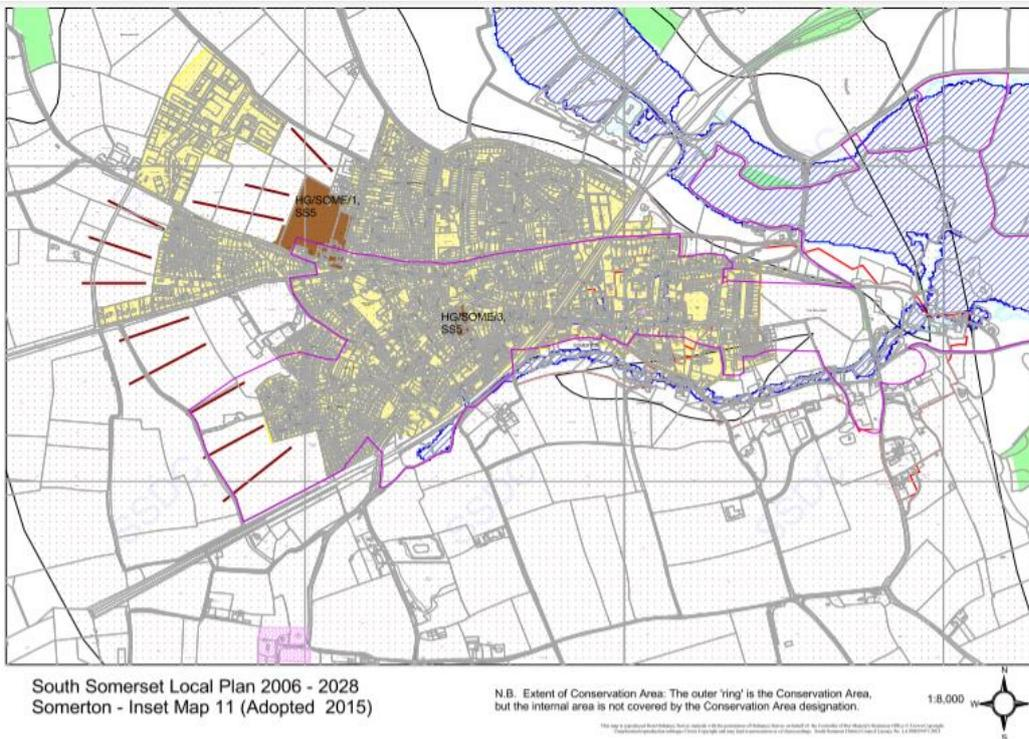 HG/SOME/1,
SS5
HG/SOME/3,
SS5
South Somerset Local Plan 2006 - 2028
Somerton - Inset Map 11 (Adopted 2015)
N.B. Extent of Conservation Area: The outer 'ring' is the Conservation Area,
but the internal area is not covered by the Conservation Area designation.
1:8,000
N
W
E
S